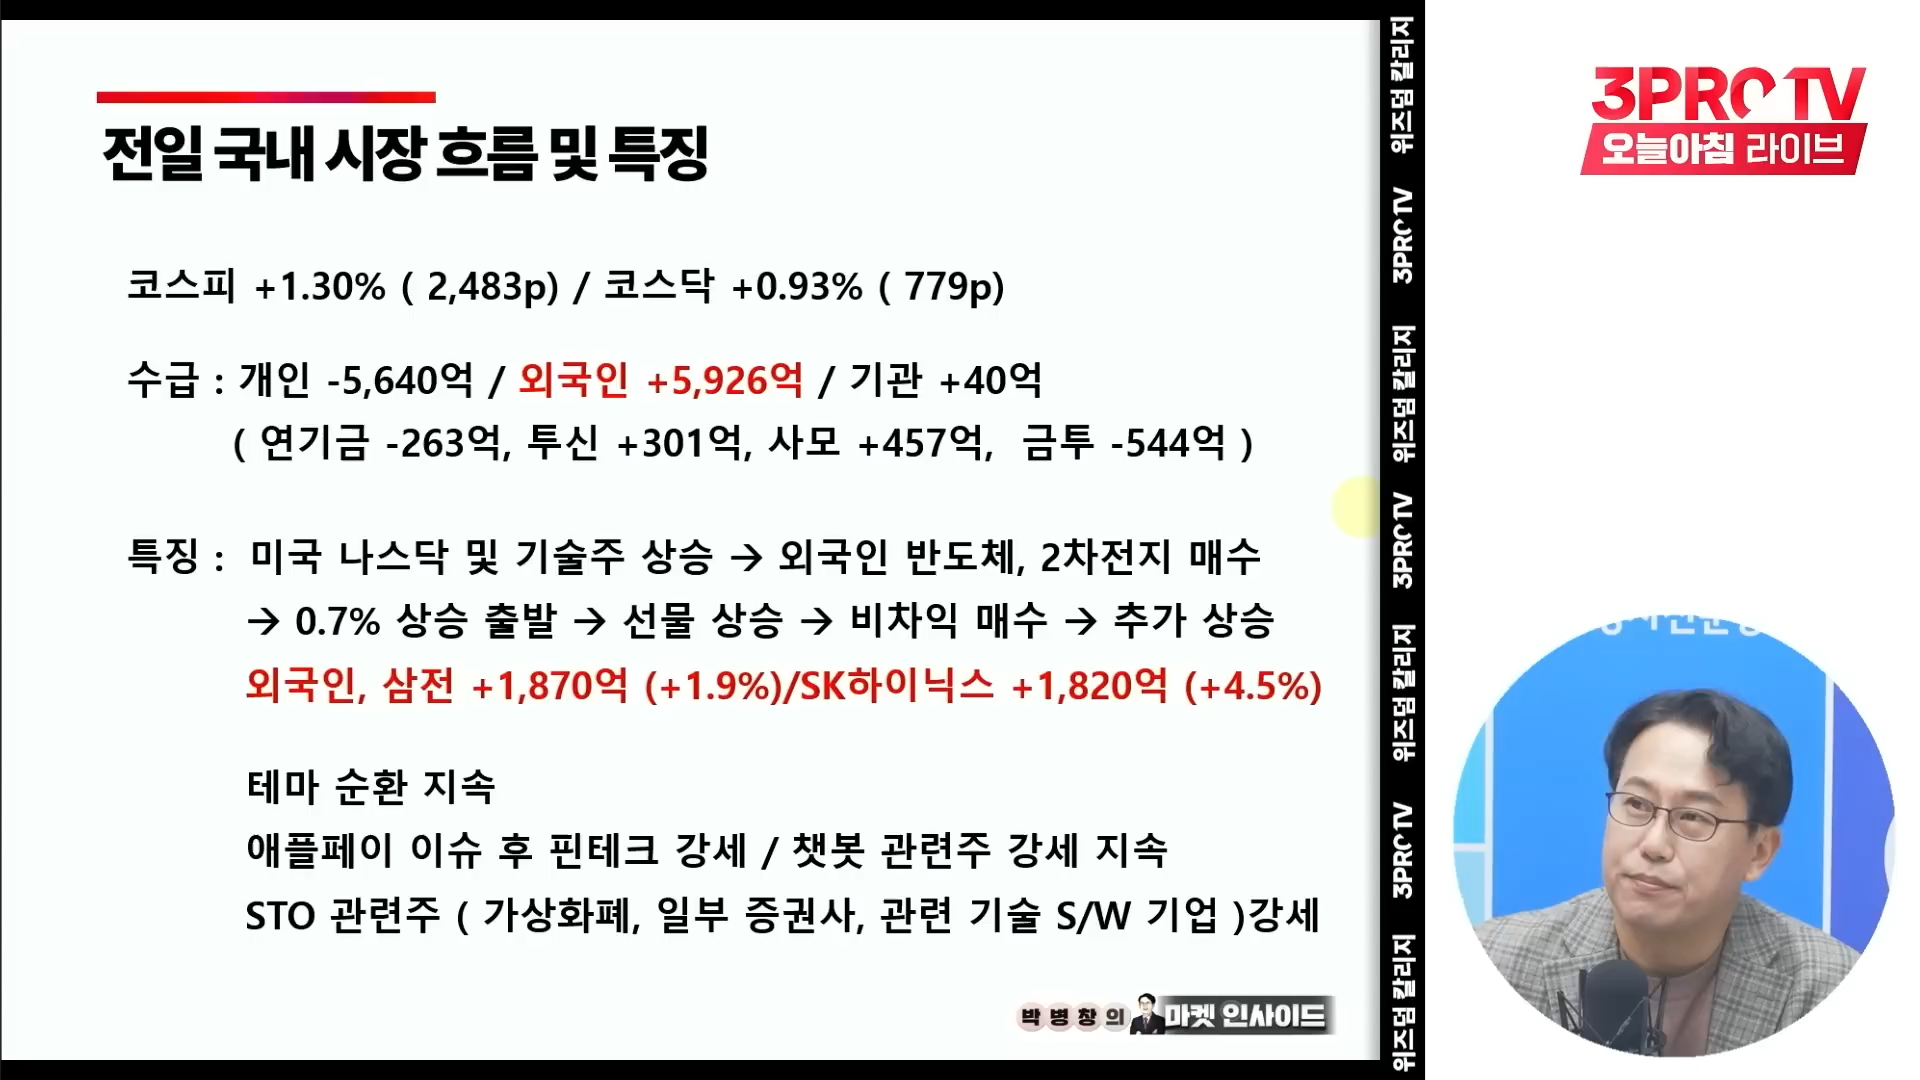 전일 국내 시장 흐름 및 특징
코스피 +1.30% ( 2,483p) / 코스닥 +0.93% ( 779p)
수급 : 개인 -5,640억 / 외국인 +5,926억 / 기관 +40억
( 연기금 -263억, 투신 +301억, 사모 +457억, 금투 -544억 )
특징 : 미국 나스닥 및 기술주 상승 → 외국인 반도체, 2차전지 매수
→ 0.7% 상승 출발 → 선물 상승 → 비차익 매수 → 추가 상승
외국인, 삼전 +1,870억 (+1.9%)/SK하이닉스 +1,820억 (+4.5%)
테마 순환 지속
애플페이 이슈 후 핀테크 강세 / 챗봇 관련주 강세 지속
STO 관련주 ( 가상화폐, 일부 증권사, 관련 기술 S/W 기업 )강세
박병창의 마켓 인사이드
위즈덤 칼리지
3PROTV
위즈덤 칼리지
3PROTV
위즈덤 칼리지
3PROTV
위즈덤 칼리지
3PROTV
오늘아침 라이브